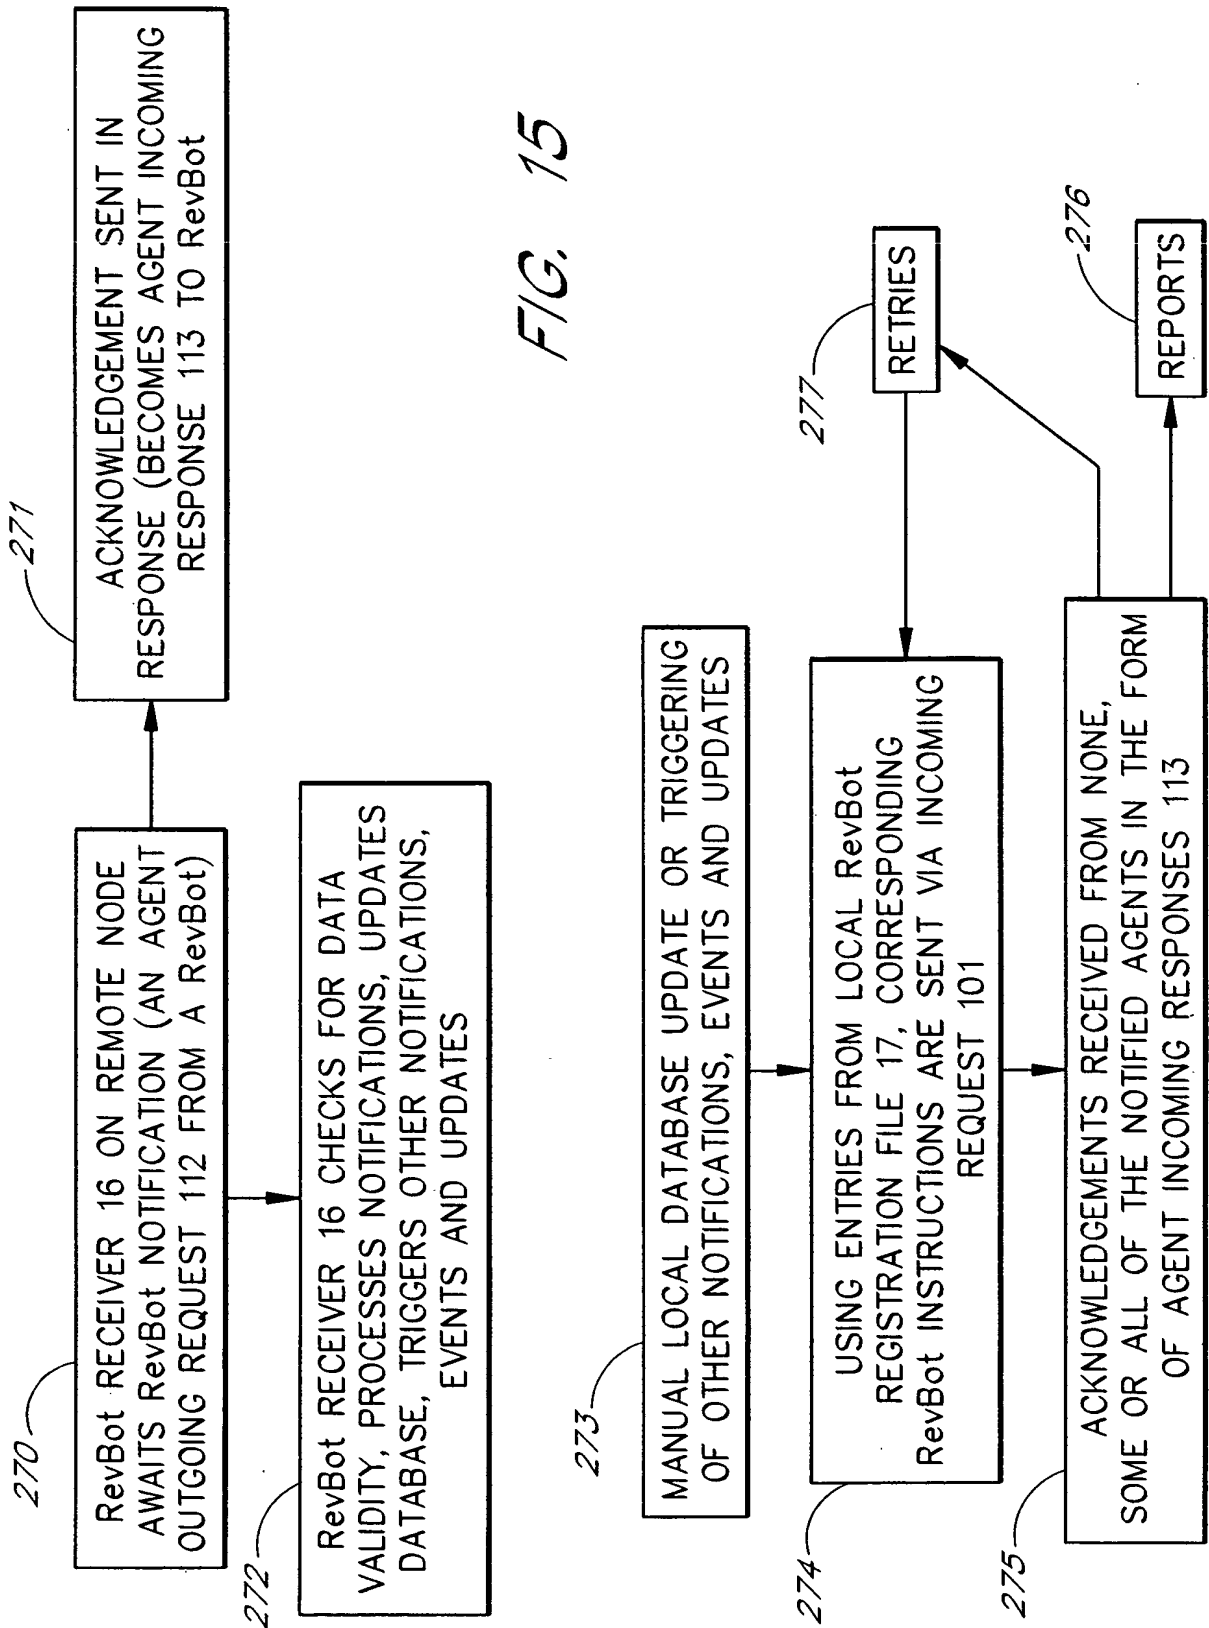 270
RevBot RECEIVER 16 ON REMOTE NODE
AWAITS RevBot NOTIFICATION (AN AGENT
OUTGOING REQUEST 112 FROM A RevBot)
271
ACKNOWLEDGEMENT SENT IN
RESPONSE (BECOMES AGENT INCOMING
RESPONSE 113 TO RevBot
272
RevBot RECEIVER 16 CHECKS FOR DATA
VALIDITY, PROCESSES NOTIFICATIONS, UPDATES
DATABASE, TRIGGERS OTHER NOTIFICATIONS,
EVENTS AND UPDATES
FIG. 15
273
MANUAL LOCAL DATABASE UPDATE OR TRIGGERING
OF OTHER NOTIFICATIONS, EVENTS AND UPDATES
274
USING ENTRIES FROM LOCAL RevBot
REGISTRATION FILE 17, CORRESPONDING
RevBot INSTRUCTIONS ARE SENT VIA INCOMING
REQUEST 101
277
RETRIES
275
ACKNOWLEDGEMENTS RECEIVED FROM NONE,
SOME OR ALL OF THE NOTIFIED AGENTS IN THE FORM
OF AGENT INCOMING RESPONSES 113
276
REPORTS